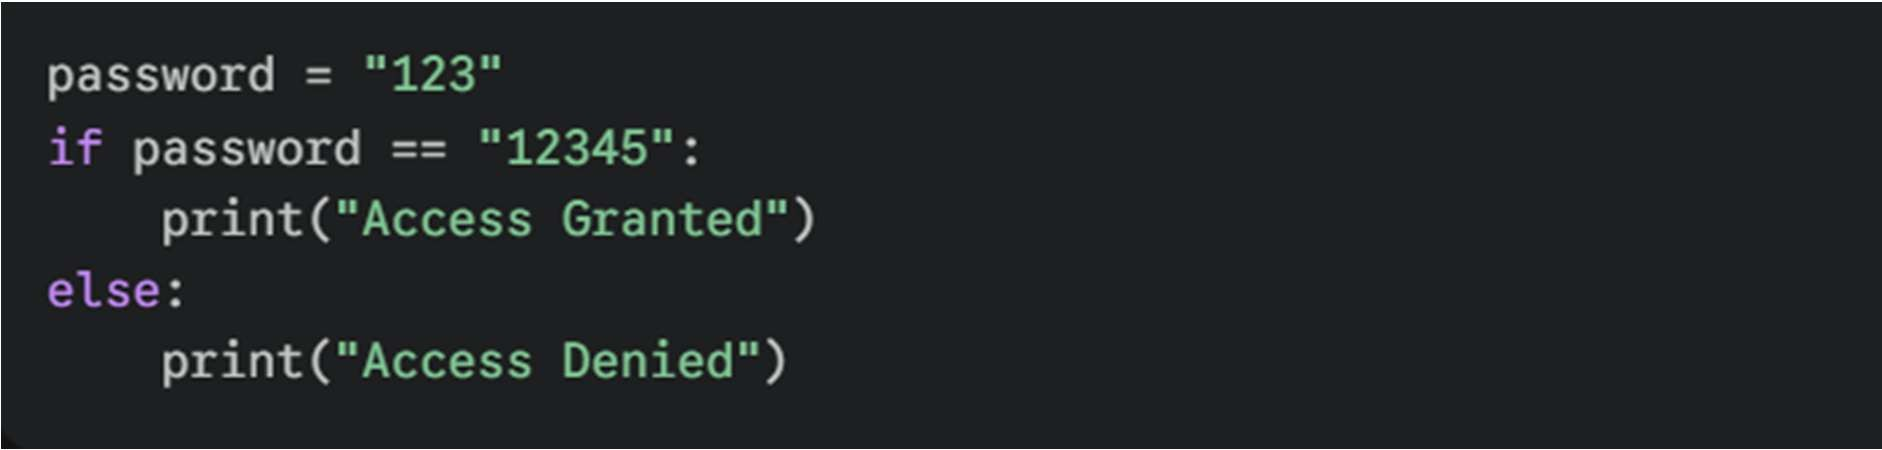 password = "123"
if password == "12345":
    print("Access Granted")
else:
    print("Access Denied")